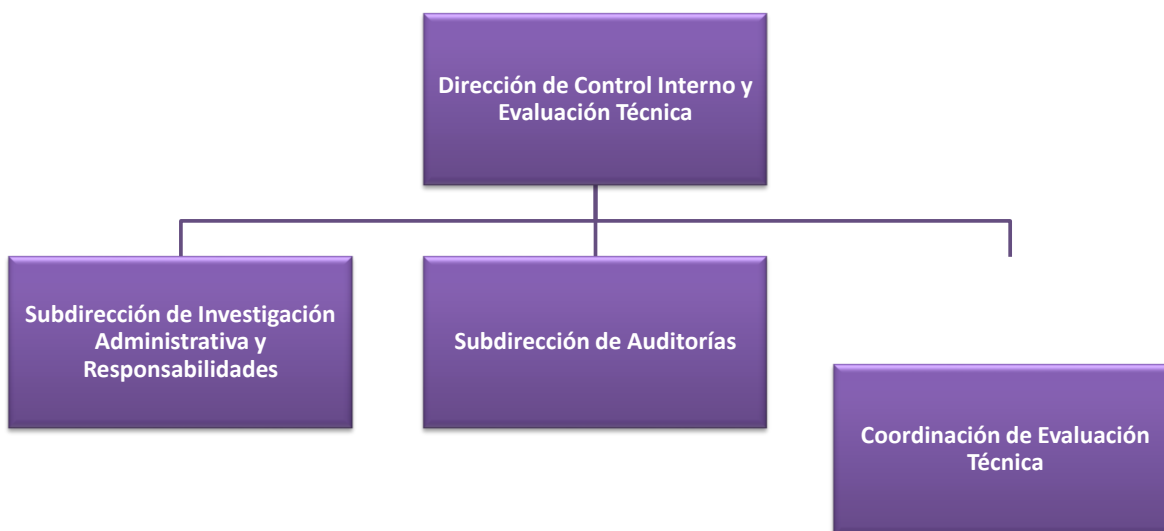 Dirección de Control Interno y
Evaluación Técnica
Subdirección de Investigación
Administrativa y
Responsabilidades
Subdirección de Auditorías
Coordinación de Evaluación
Técnica